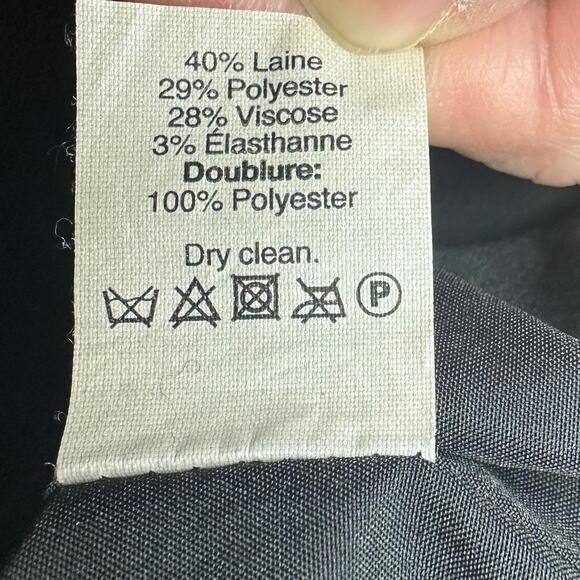 40% Laine
29% Polyester
28% Viscose
3% Élasthanne
Doublure:
100% Polyester
Dry clean.
P